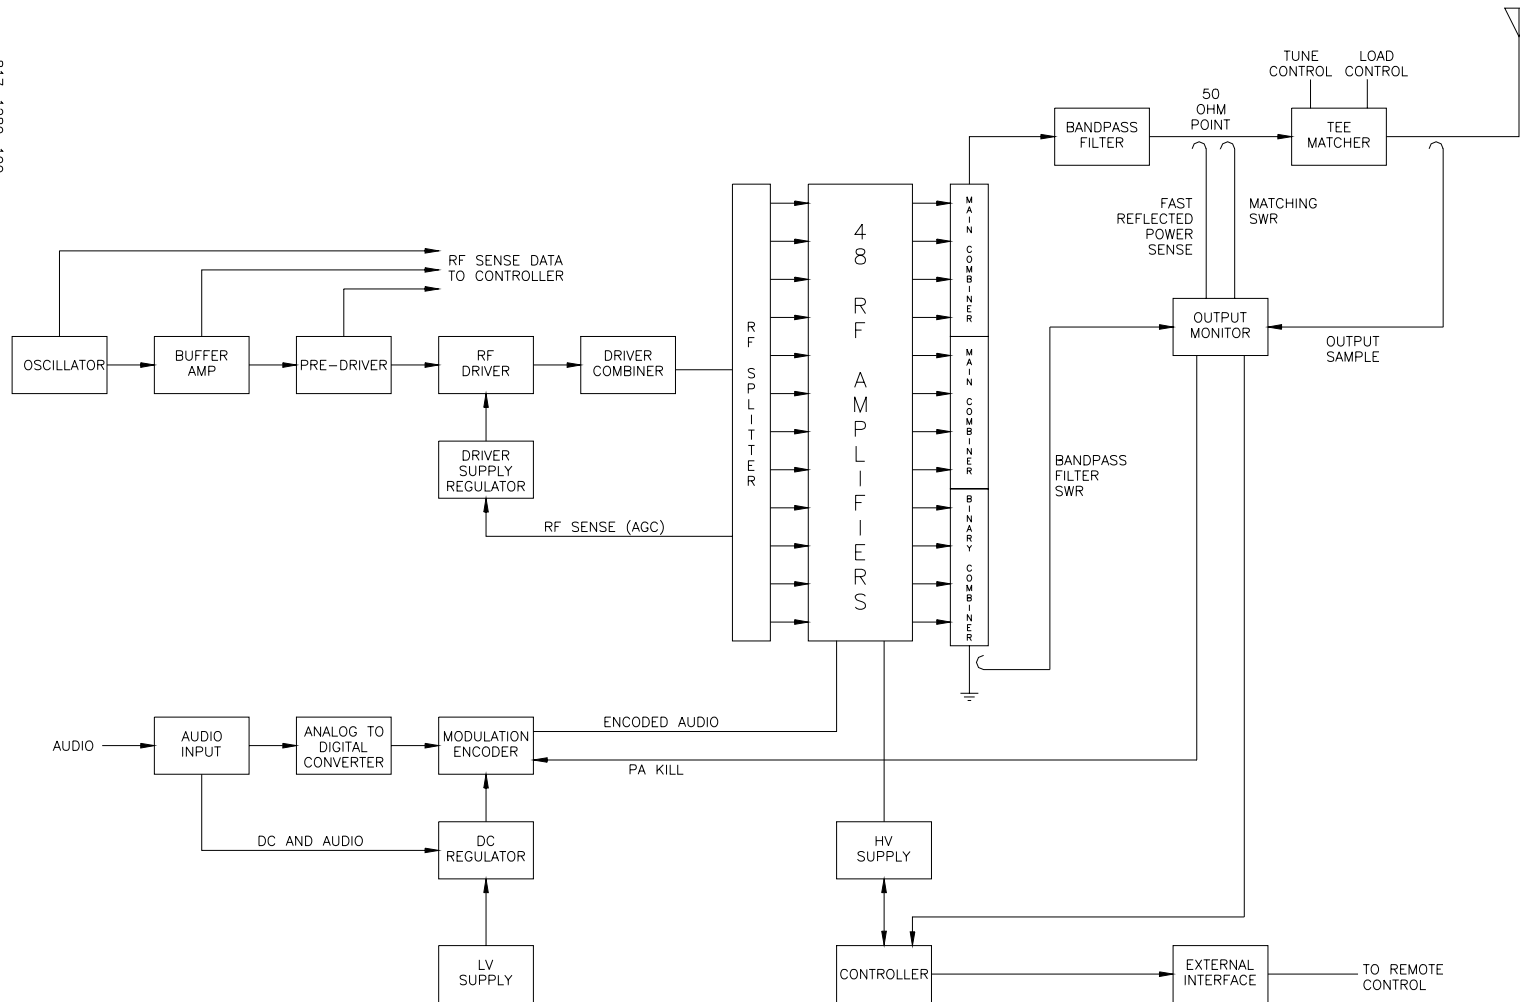 TUNE
CONTROL
LOAD
CONTROL
50
OHM
POINT
BANDPASS
FILTER
TEE
MATCHER
FAST
REFLECTED
POWER
SENSE
MATCHING
SWR
RF SENSE DATA
TO CONTROLLER
OSCILLATOR
BUFFER
AMP
PRE-DRIVER
RF
DRIVER
DRIVER
COMBINER
RF SPLITTER
48 RF AMPLIFIERS
MAIN COMBINER
MAIN COMBINER
BINARY COMBINER
OUTPUT
MONITOR
OUTPUT
SAMPLE
DRIVER
SUPPLY
REGULATOR
RF SENSE (AGC)
BANDPASS
FILTER
SWR
AUDIO
AUDIO
INPUT
ANALOG TO
DIGITAL
CONVERTER
MODULATION
ENCODER
ENCODED AUDIO
PA KILL
DC AND AUDIO
DC
REGULATOR
HV
SUPPLY
LV
SUPPLY
CONTROLLER
EXTERNAL
INTERFACE
TO REMOTE
CONTROL